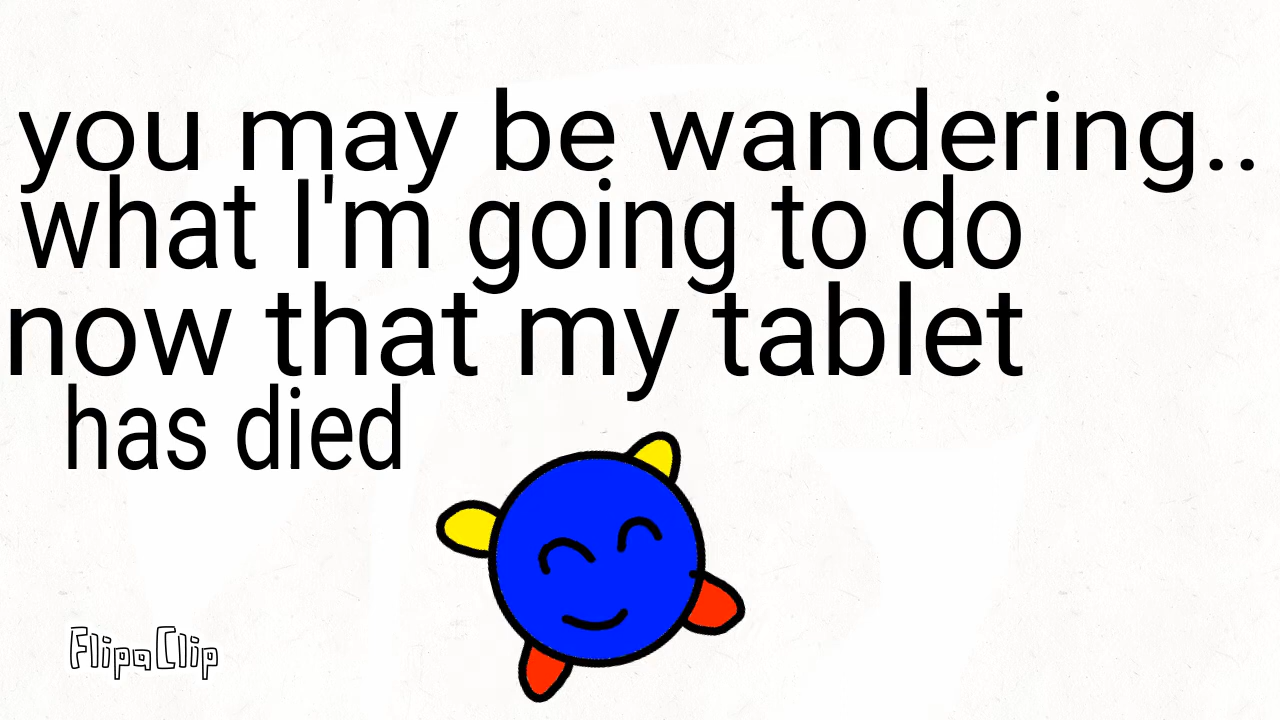 you may be wandering..
what I'm going to do
now that my tablet
has died
FlipaClip